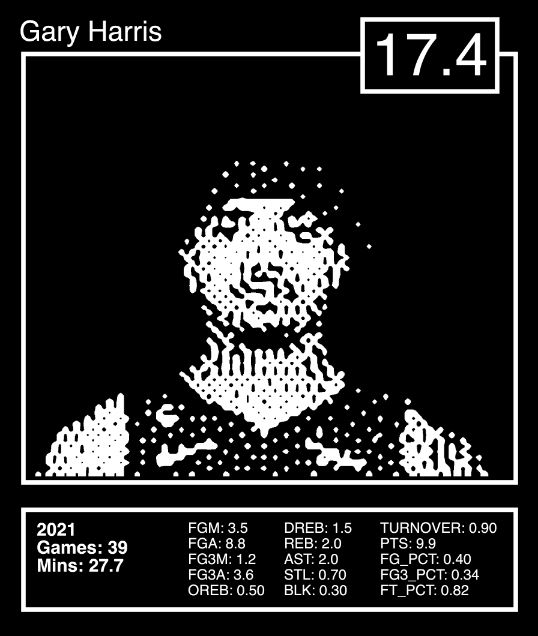 Gary Harris
17.4
2021
Games: 39
Mins: 27.7
FGM: 3.5
FGA: 8.8
FG3M: 1.2
FG3A: 3.6
OREB: 0.50
DREB: 1.5
REB: 2.0
AST: 2.0
STL: 0.70
BLK: 0.30
TURNOVER: 0.90
PTS: 9.9
FG_PCT: 0.40
FG3_PCT: 0.34
FT_PCT: 0.82